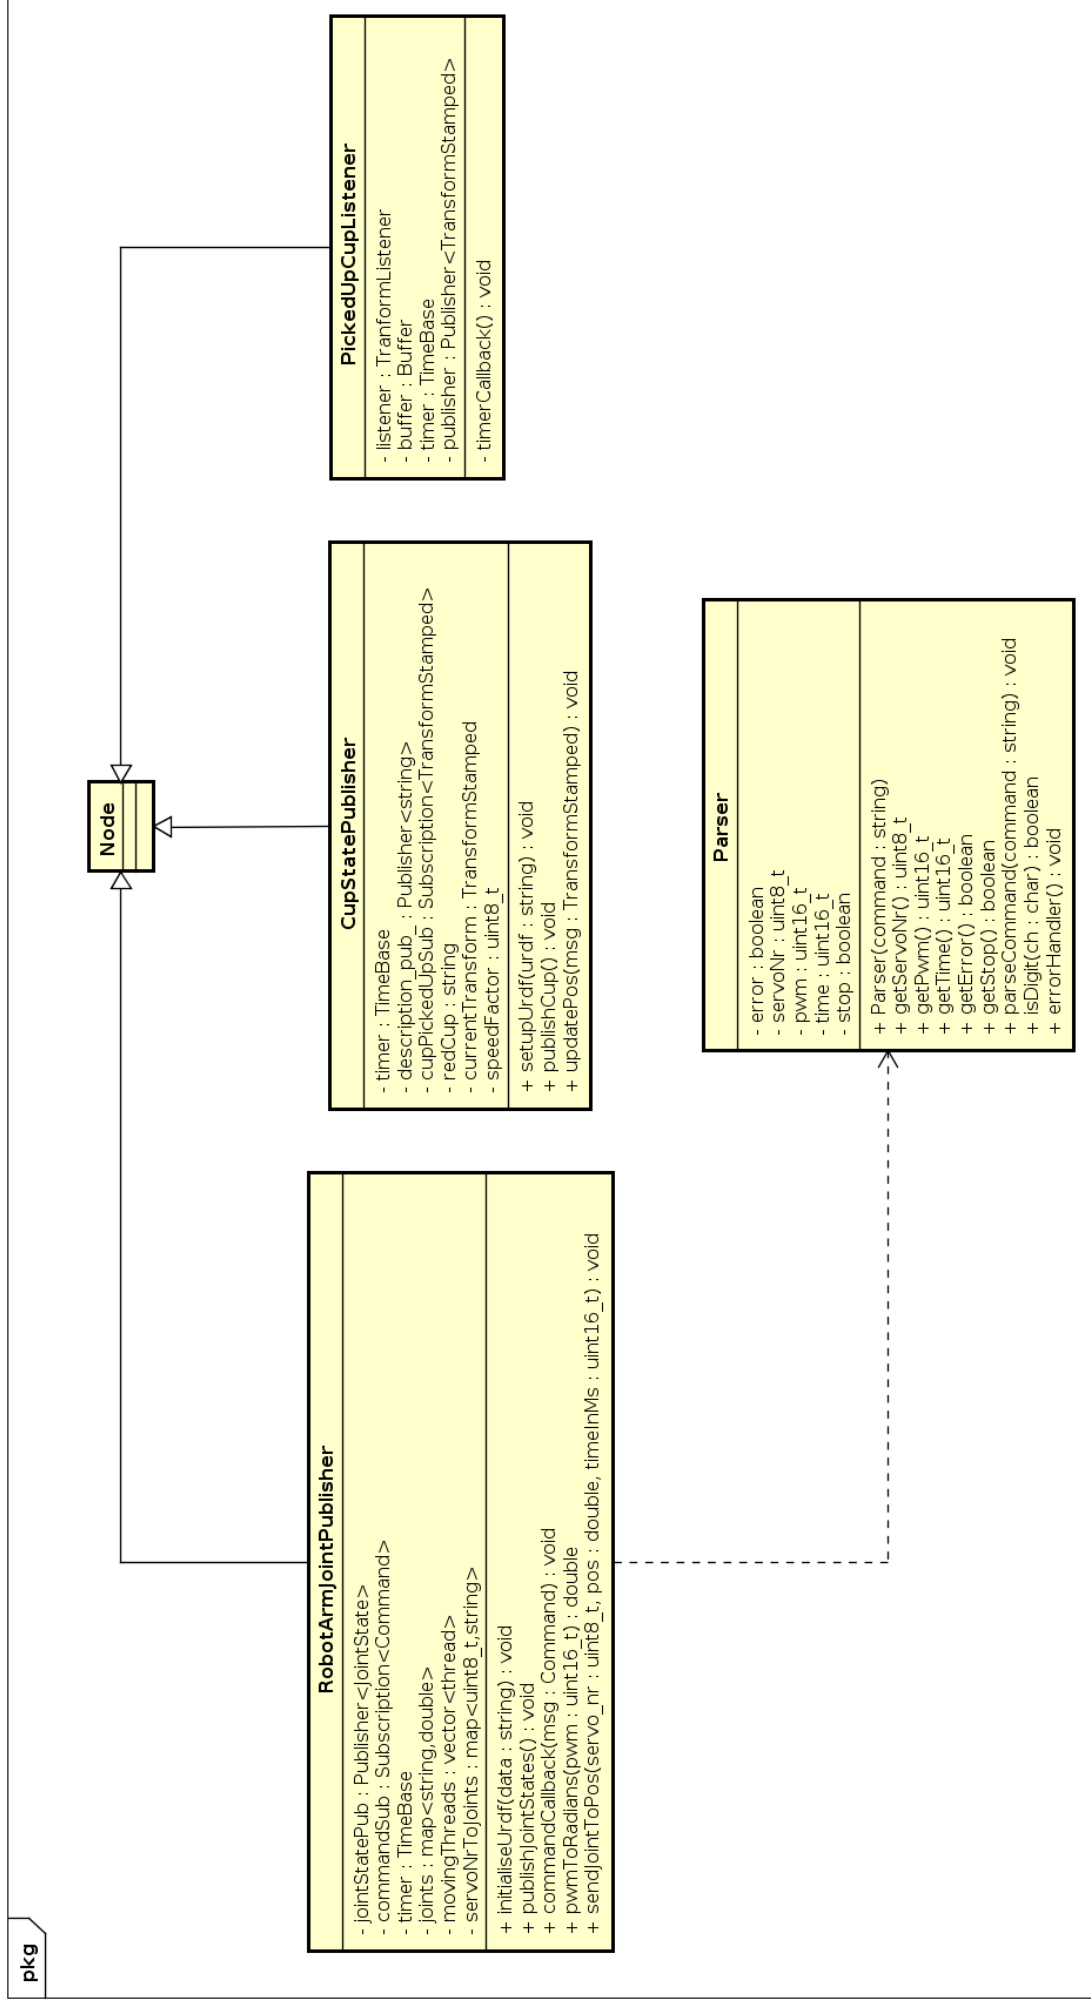 pkg
Node
RobotArmJointPublisher
- jointStatePub : Publisher<JointState>
- commandSub : Subscription<Command>
- timer : TimeBase
- joints : map<string,double>
- movingThreads : vector<thread>
- servoNrToJoints : map<uint8_t,string>
+ initialiseUrdf(data : string) : void
+ publishJointStates() : void
+ commandCallback(msg : Command) : void
+ pwmToRadians(pwm : uint16_t) : double
+ sendJointToPos(servo_nr : uint8_t, pos : double, timeInMs : uint16_t) : void
CupStatePublisher
- timer : TimeBase
- description_pub_ : Publisher<string>
- cupPickedUpSub : Subscription<TransformStamped>
- redCup : string
- currentTransform : TransformStamped
- speedFactor : uint8_t
+ setupUrdf(urdf : string) : void
+ publishCup() : void
+ updatePos(msg : TransformStamped) : void
PickedUpCupListener
- listener : TranformListener
- buffer : Buffer
- timer : TimeBase
- publisher : Publisher<TransformStamped>
- timerCallback() : void
Parser
- error : boolean
- servoNr : uint8_t
- pwm : uint16_t
- time : uint16_t
- stop : boolean
+ Parser(command : string)
+ getServoNr() : uint8_t
+ getPwm() : uint16_t
+ getTime() : uint16_t
+ getError() : boolean
+ getStop() : boolean
+ parseCommand(command : string) : void
+ isDigit(ch : char) : boolean
+ errorHandler() : void